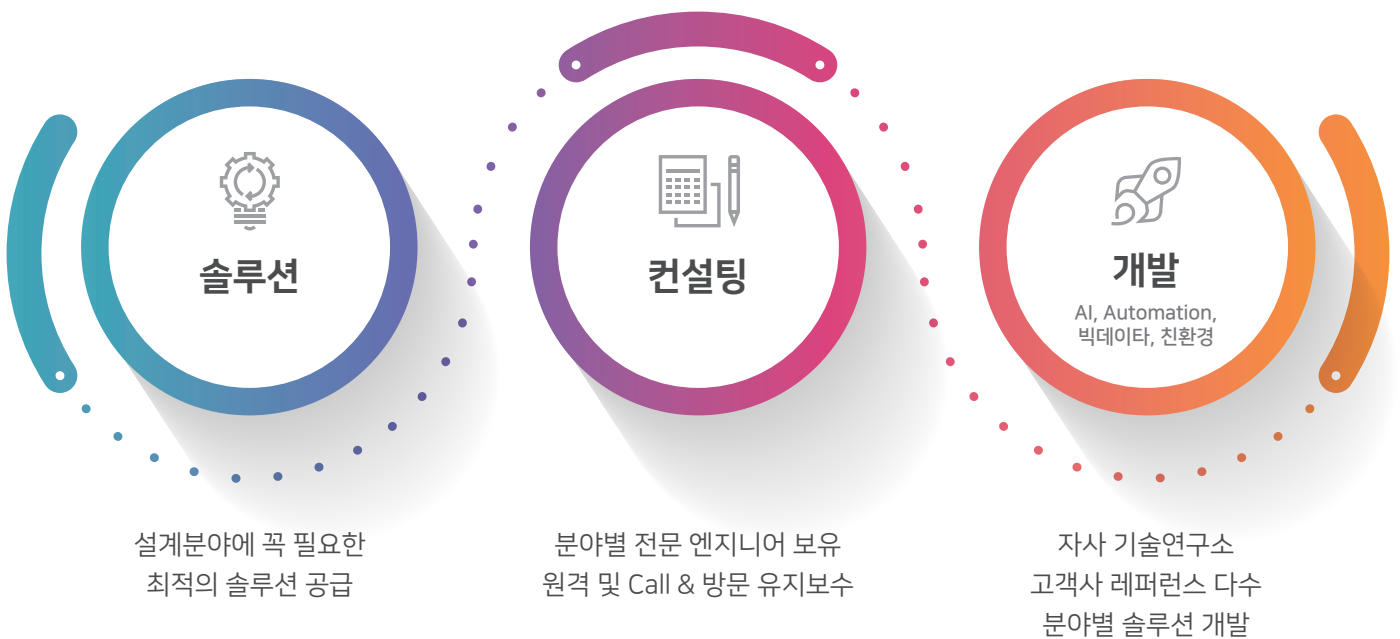 솔루션
설계분야에 꼭 필요한
최적의 솔루션 공급
컨설팅
분야별 전문 엔지니어 보유
원격 및 Call & 방문 유지보수
개발
AI, Automation,
빅데이타, 친환경
자사 기술연구소
고객사 레퍼런스 다수
분야별 솔루션 개발